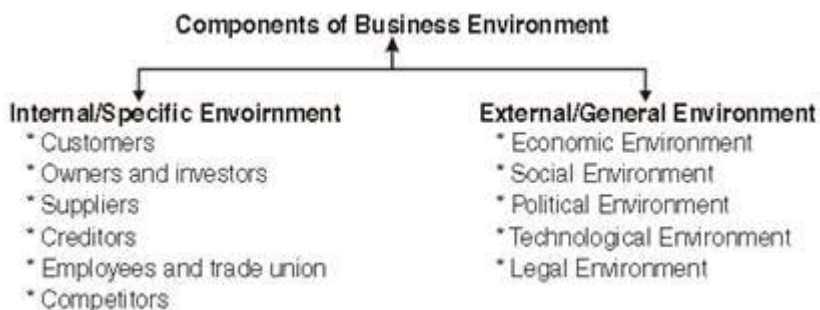 Components of Business Environment
Internal/Specific Envoirnment
* Customers
* Owners and investors
* Suppliers
* Creditors
* Employees and trade union
* Competitors
External/General Environment
* Economic Environment
* Social Environment
* Political Environment
* Technological Environment
* Legal Environment